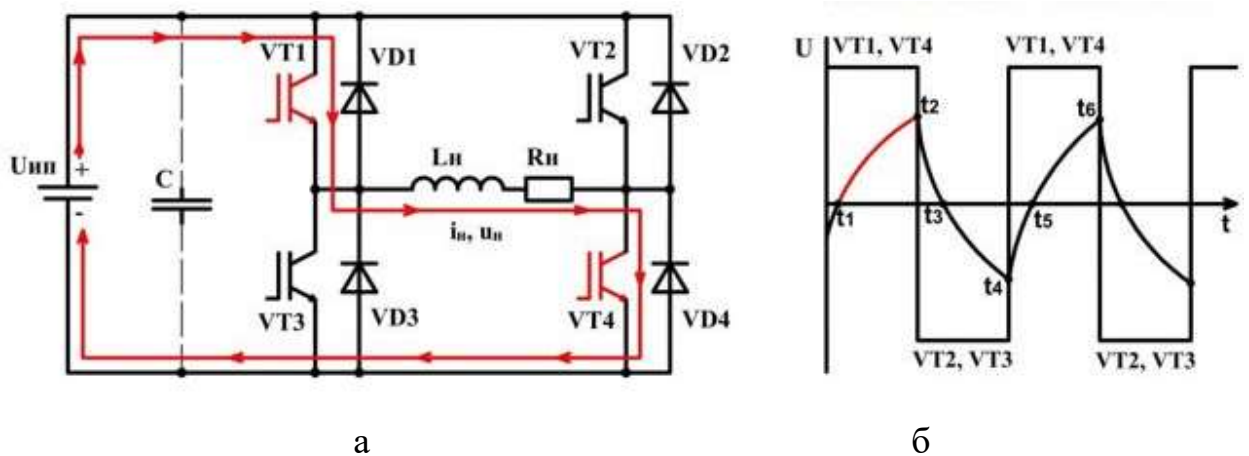 VT1
VD1
VT2
VD2
Uип
+
-
C
Lн
Rн
iн, uн
VT3
VD3
VT4
VD4
а
U
VT1, VT4
VT1, VT4
t2
t6
t1
t3
t5
t
t4
VT2, VT3
VT2, VT3
б